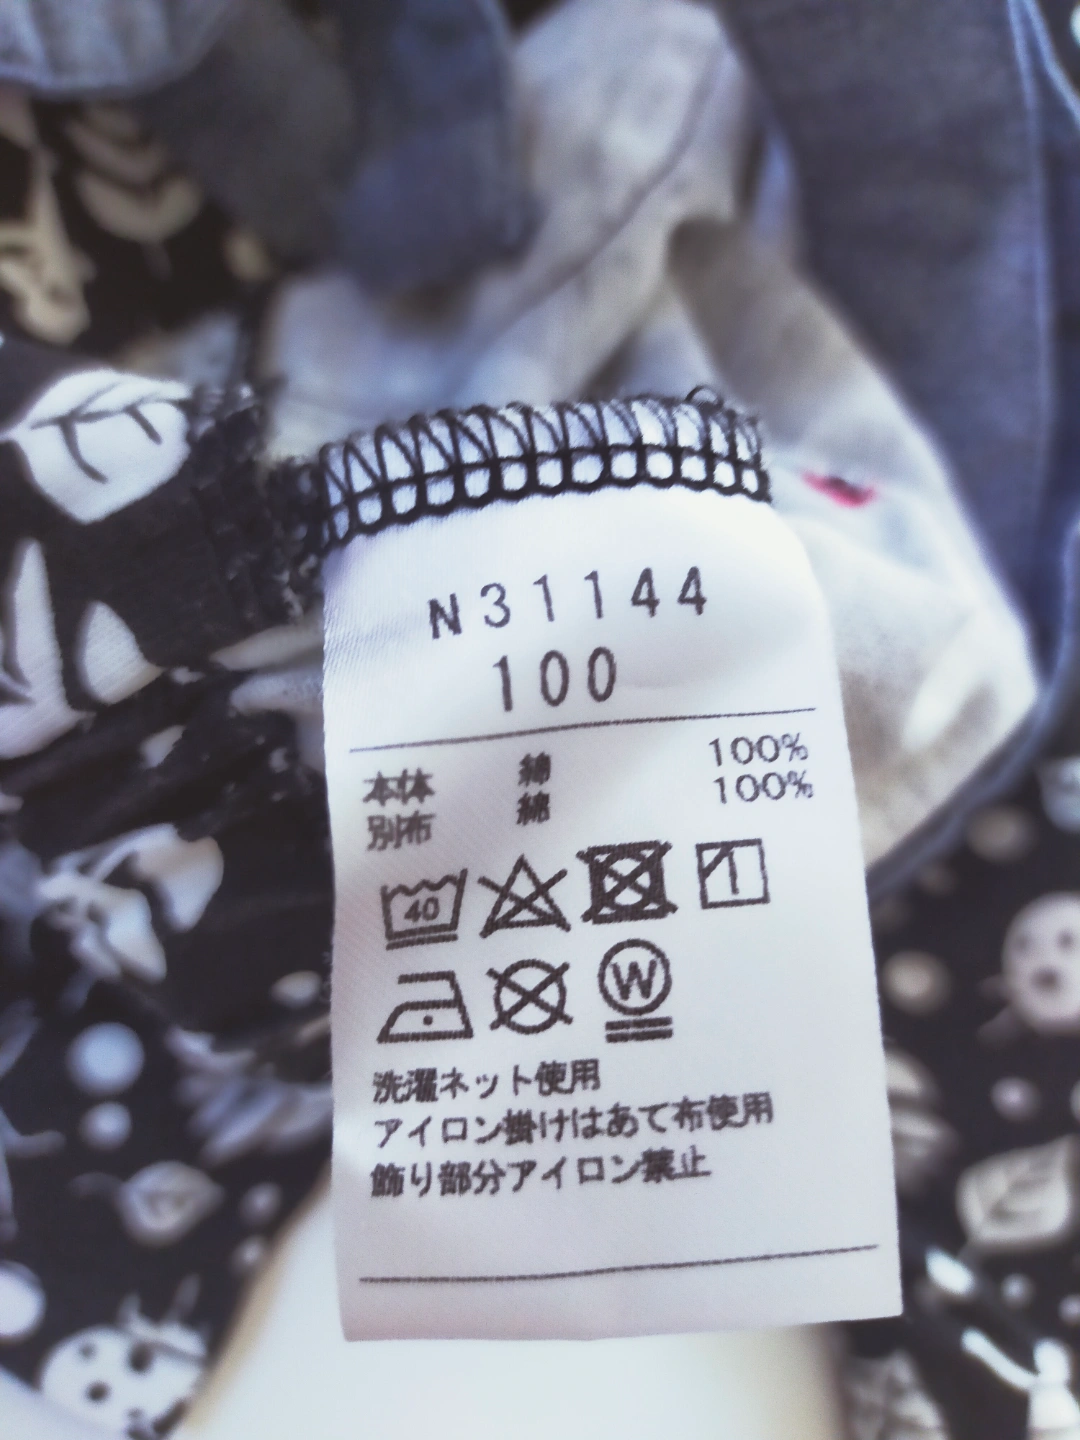 N31144
100
本体 綿 100%
別布 綿 100%
40
W
洗濯ネット使用
アイロン掛けはあて布使用
飾り部分アイロン禁止